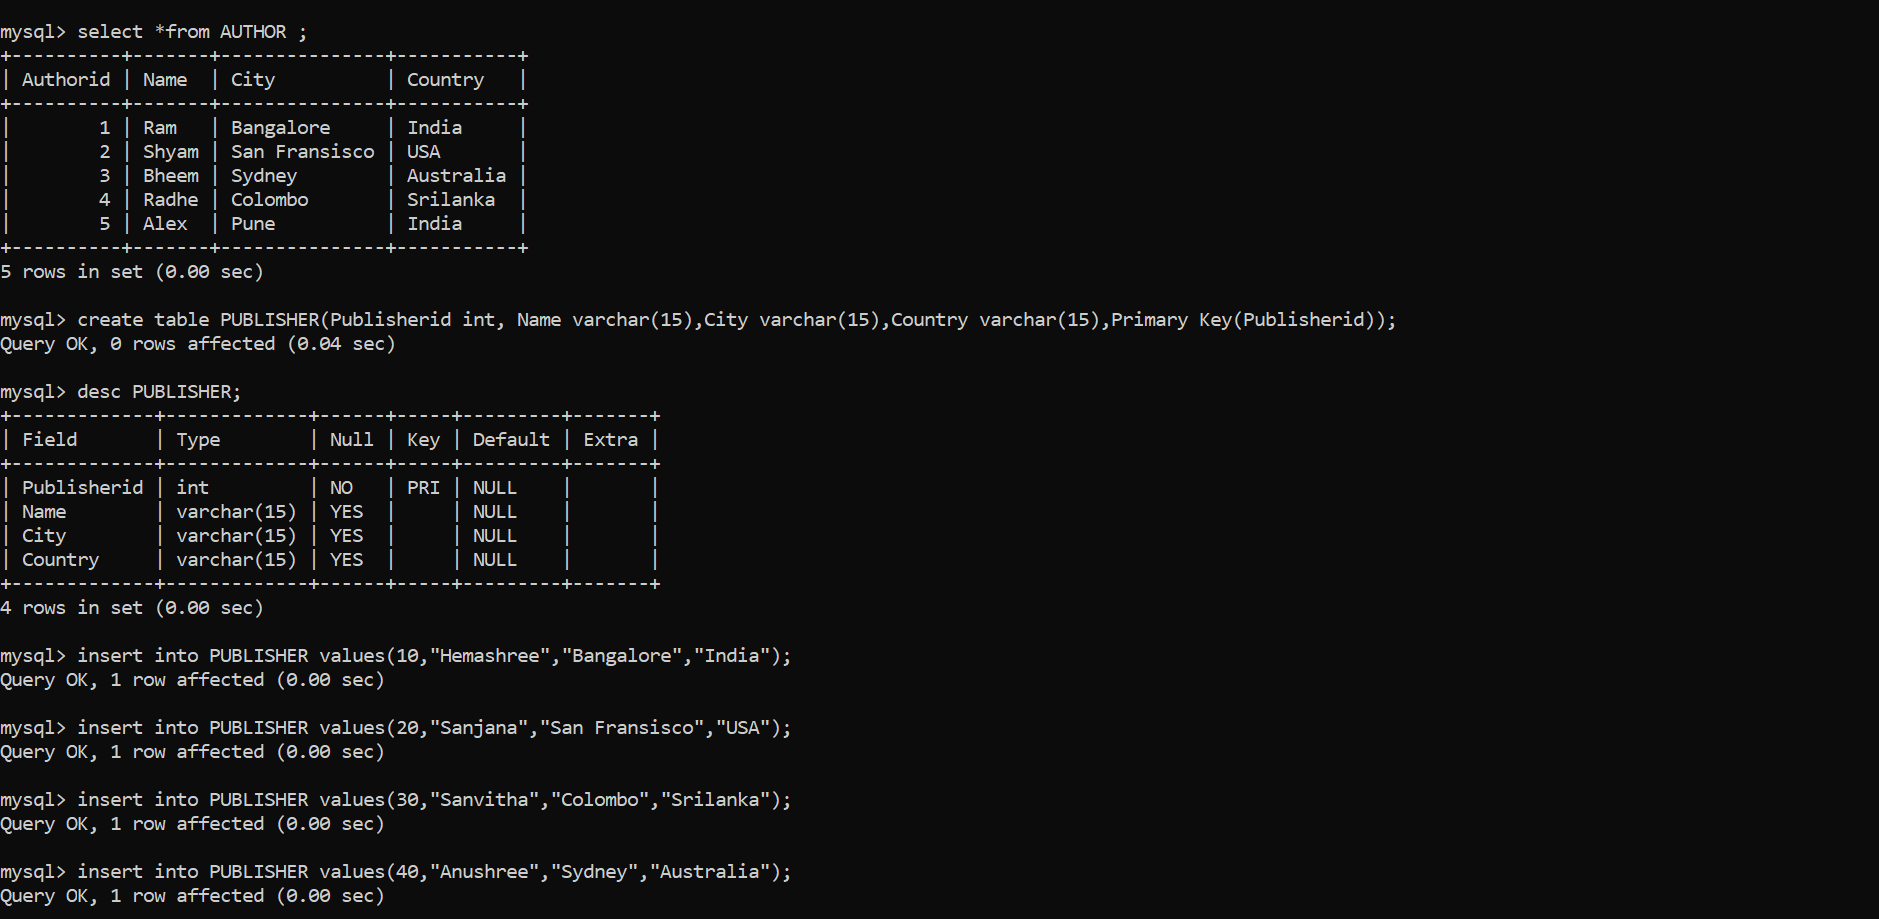 mysql> select *from AUTHOR ;
+----------+-------+---------------+-----------+
| Authorid | Name  | City          | Country   |
+----------+-------+---------------+-----------+
|        1 | Ram   | Bangalore     | India     |
|        2 | Shyam | San Fransisco | USA       |
|        3 | Bheem | Sydney        | Australia |
|        4 | Radhe | Colombo       | Srilanka  |
|        5 | Alex  | Pune          | India     |
+----------+-------+---------------+-----------+
5 rows in set (0.00 sec)

mysql> create table PUBLISHER(Publisherid int, Name varchar(15),City varchar(15),Country varchar(15),Primary Key(Publisherid));
Query OK, 0 rows affected (0.04 sec)

mysql> desc PUBLISHER;
+-------------+-------------+------+-----+---------+-------+
| Field       | Type        | Null | Key | Default | Extra |
+-------------+-------------+------+-----+---------+-------+
| Publisherid | int         | NO   | PRI | NULL    |       |
| Name        | varchar(15) | YES  |     | NULL    |       |
| City        | varchar(15) | YES  |     | NULL    |       |
| Country     | varchar(15) | YES  |     | NULL    |       |
+-------------+-------------+------+-----+---------+-------+
4 rows in set (0.00 sec)

mysql> insert into PUBLISHER values(10,"Hemashree","Bangalore","India");
Query OK, 1 row affected (0.00 sec)

mysql> insert into PUBLISHER values(20,"Sanjana","San Fransisco","USA");
Query OK, 1 row affected (0.00 sec)

mysql> insert into PUBLISHER values(30,"Sanvitha","Colombo","Srilanka");
Query OK, 1 row affected (0.00 sec)

mysql> insert into PUBLISHER values(40,"Anushree","Sydney","Australia");
Query OK, 1 row affected (0.00 sec)